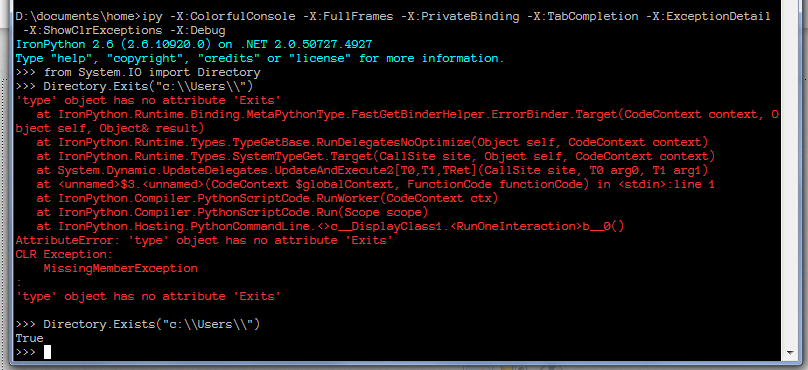 D:\documents\home>ipy -X:ColorfulConsole -X:FullFrames -X:PrivateBinding -X:TabCompletion -X:ExceptionDetail
 -X:ShowClrExceptions -X:Debug
IronPython 2.6 (2.6.10920.0) on .NET 2.0.50727.4927
Type "help", "copyright", "credits" or "license" for more information.
>>> from System.IO import Directory
>>> Directory.Exits("c:\\Users\\")
'type' object has no attribute 'Exits'
   at IronPython.Runtime.Binding.MetaPythonType.FastGetBinderHelper.ErrorBinder.Target(CodeContext context, O
bject self, Object& result)
   at IronPython.Runtime.Types.TypeGetBase.RunDelegatesNoOptimize(Object self, CodeContext context)
   at IronPython.Runtime.Types.SystemTypeGet.Target(CallSite site, Object self, CodeContext context)
   at System.Dynamic.UpdateDelegates.UpdateAndExecute2[T0,T1,TRet](CallSite site, T0 arg0, T1 arg1)
   at <unnamed>$3.<unnamed>(CodeContext $globalContext, FunctionCode functionCode) in <stdin>:line 1
   at IronPython.Compiler.PythonScriptCode.RunWorker(CodeContext ctx)
   at IronPython.Compiler.PythonScriptCode.Run(Scope scope)
   at IronPython.Hosting.PythonCommandLine.<>c__DisplayClass1.<RunOneInteraction>b__0()
AttributeError: 'type' object has no attribute 'Exits'
CLR Exception:
    MissingMemberException
:
'type' object has no attribute 'Exits'
>>> Directory.Exists("c:\\Users\\")
True
>>>